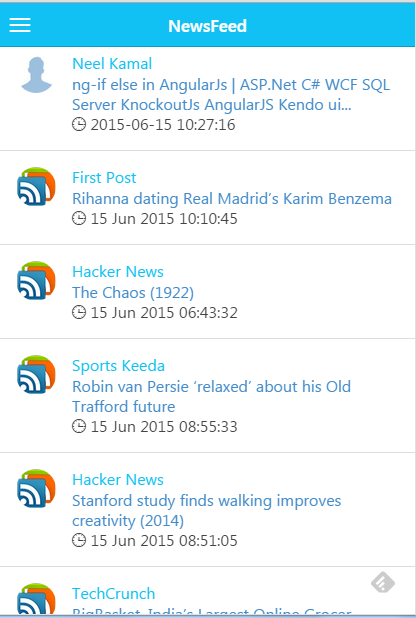 NewsFeed
Neel Kamal
ng-if else in AngularJs | ASP.Net C# WCF SQL
Server KnockoutJs AngularJS Kendo ui...
2015-06-15 10:27:16
First Post
Rihanna dating Real Madrid’s Karim Benzema
15 Jun 2015 10:10:45
Hacker News
The Chaos (1922)
15 Jun 2015 06:43:32
Sports Keeda
Robin van Persie ‘relaxed’ about his Old
Trafford future
15 Jun 2015 08:55:33
Hacker News
Stanford study finds walking improves
creativity (2014)
15 Jun 2015 08:51:05
TechCrunch
BigBasket, India’s Largest Online Grocer